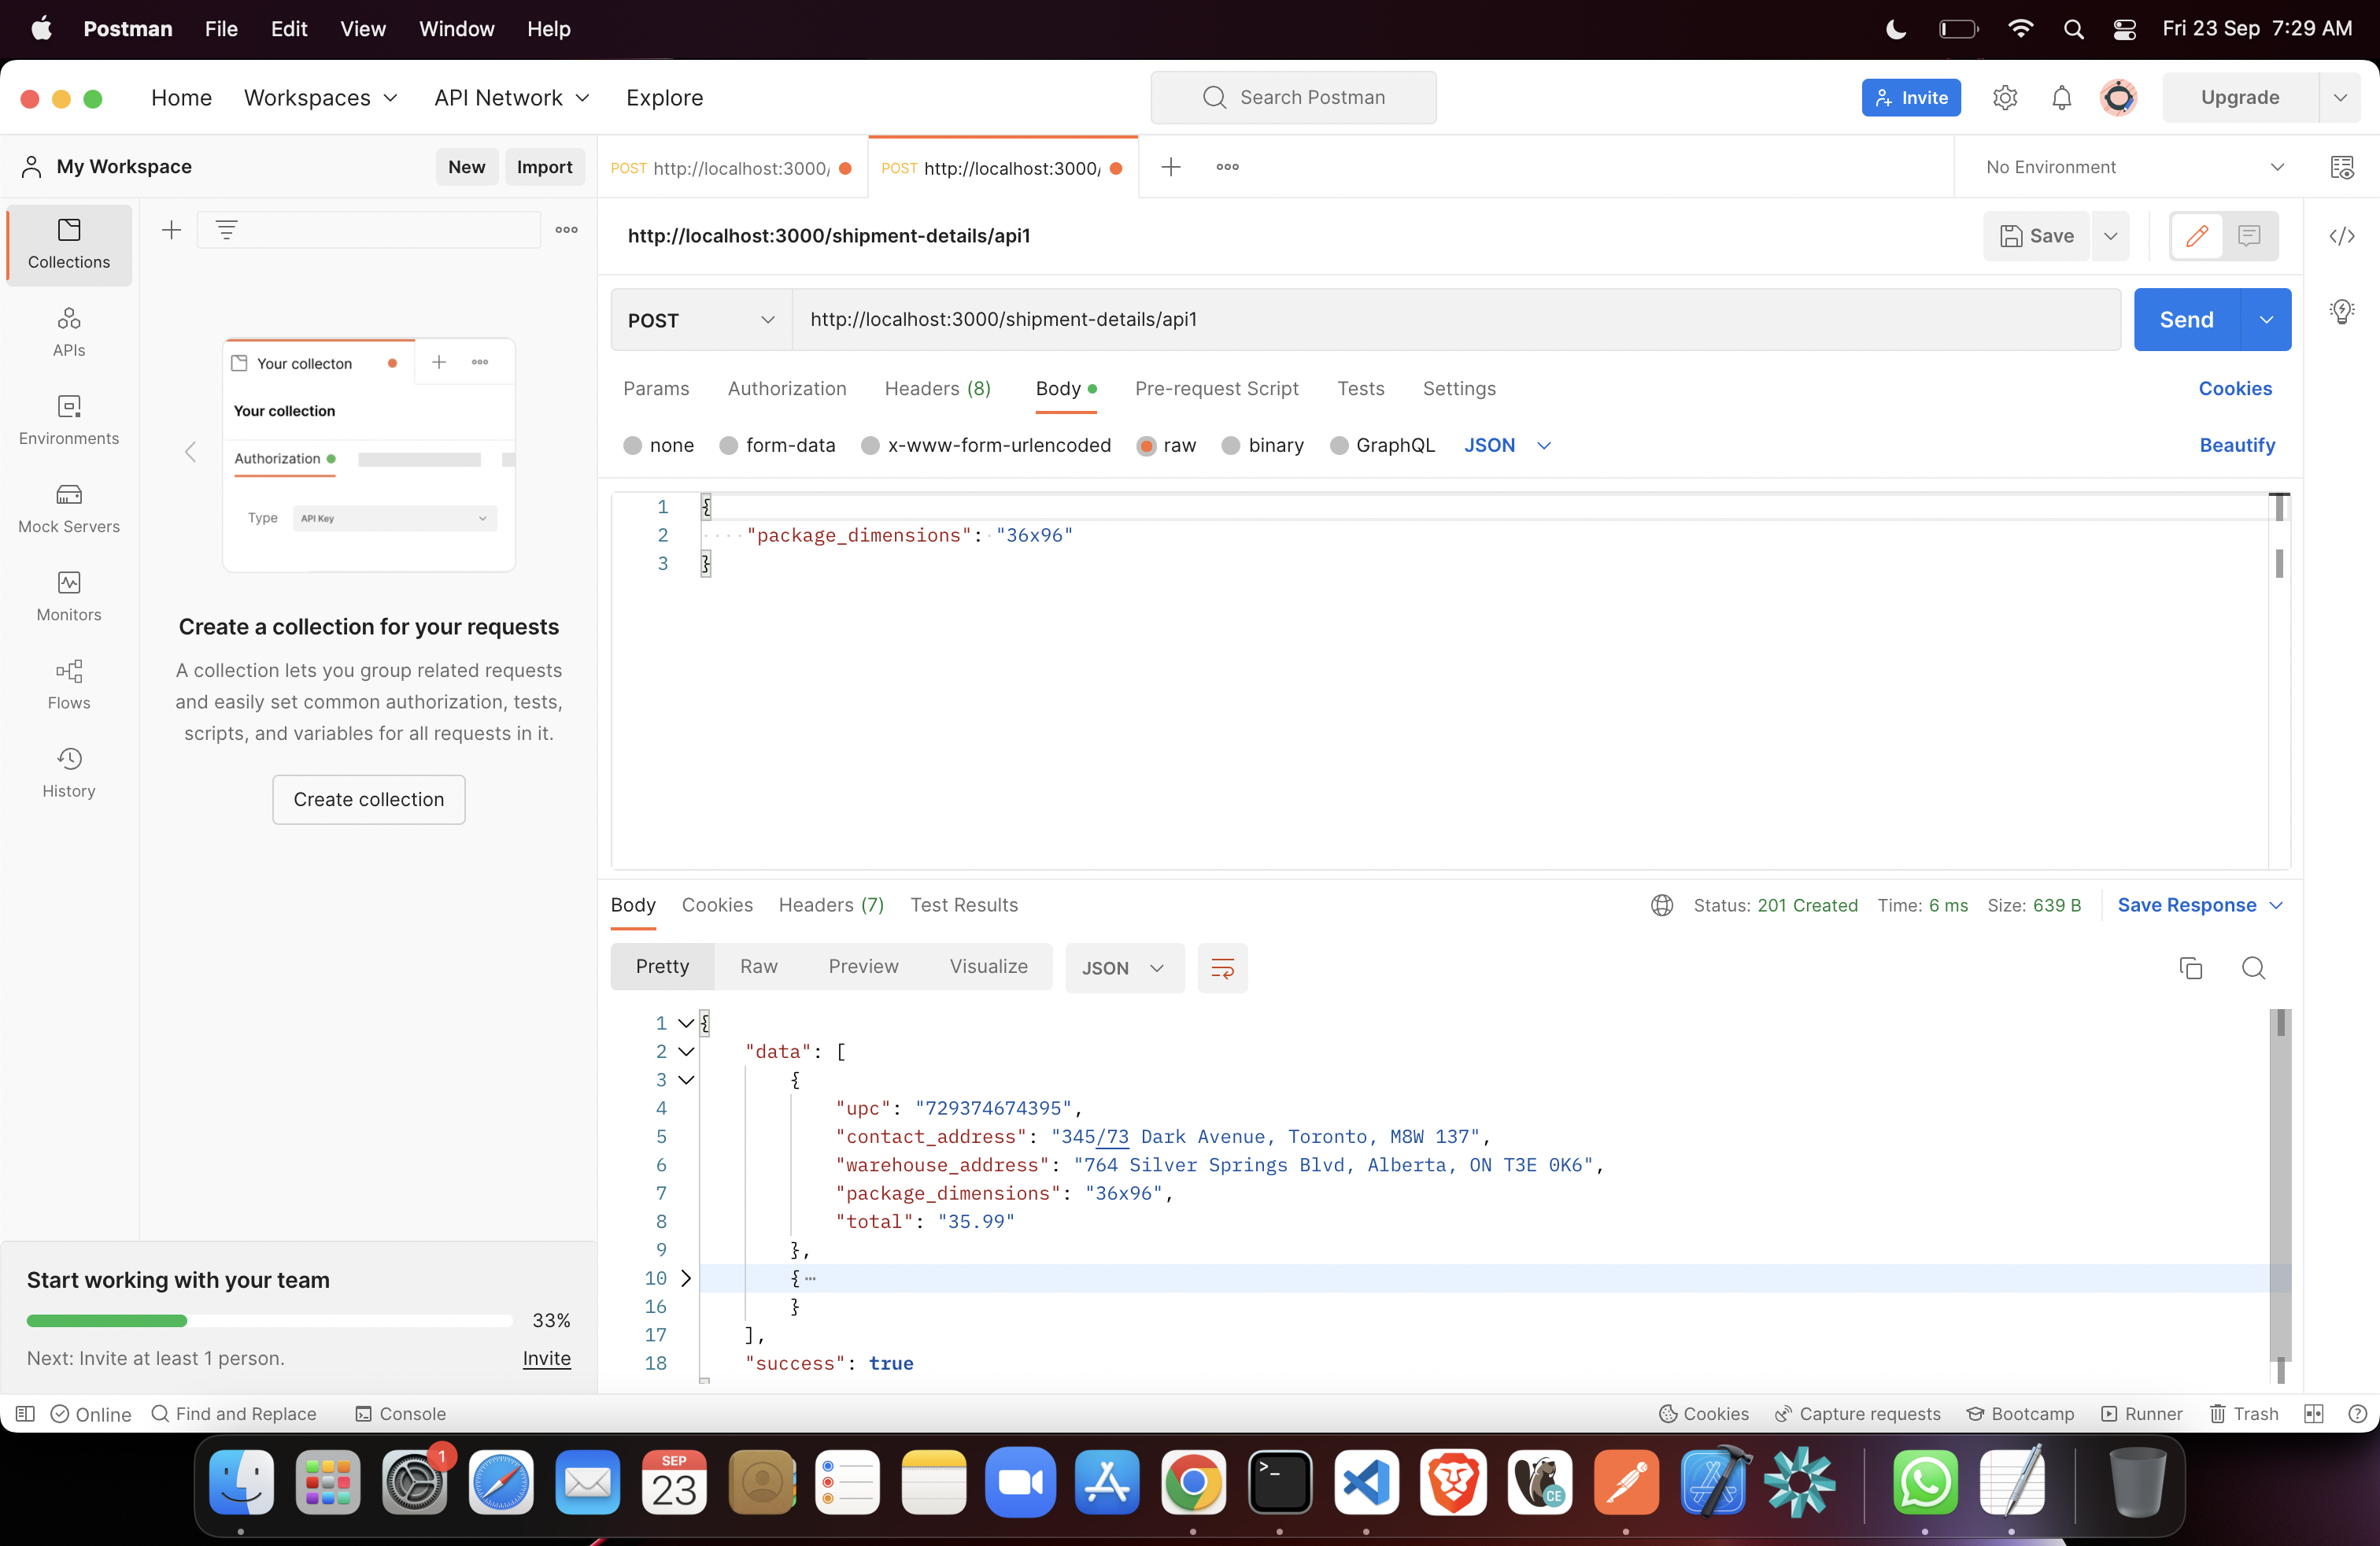 Postman File Edit View Window Help Fri 23 Sep 7:29 AM
Home Workspaces API Network Explore Search Postman Invite Upgrade
My Workspace New Import POST http://localhost:3000/ POST http://localhost:3000/ No Environment
Collections
APIs
Environments
Mock Servers
Monitors
Flows
History
Your collecton
Your collection
Authorization
Type API Key
Create a collection for your requests
A collection lets you group related requests
and easily set common authorization, tests,
scripts, and variables for all requests in it.
Create collection
Start working with your team
33%
Next: Invite at least 1 person. Invite
http://localhost:3000/shipment-details/api1 Save
POST http://localhost:3000/shipment-details/api1 Send
Params Authorization Headers (8) Body Pre-request Script Tests Settings Cookies
none form-data x-www-form-urlencoded raw binary GraphQL JSON Beautify
1 {
2 "package_dimensions": "36x96"
3 }
Body Cookies Headers (7) Test Results Status: 201 Created Time: 6 ms Size: 639 B Save Response
Pretty Raw Preview Visualize JSON
1 {
2 "data": [
3 {
4 "upc": "729374674395",
5 "contact_address": "345/73 Dark Avenue, Toronto, M8W 137",
6 "warehouse_address": "764 Silver Springs Blvd, Alberta, ON T3E 0K6",
7 "package_dimensions": "36x96",
8 "total": "35.99"
9 },
10 {…
16 }
17 ],
18 "success": true
Online Find and Replace Console Cookies Capture requests Bootcamp Runner Trash
1
SEP
23
CE